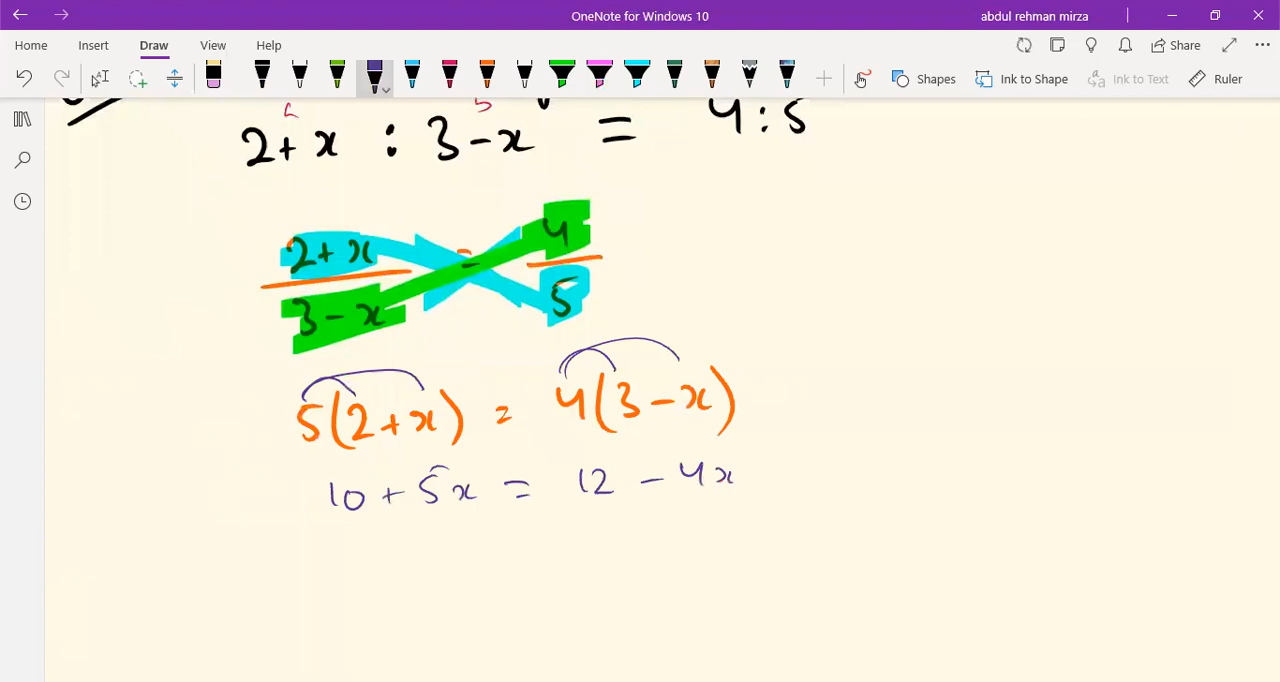 OneNote for Windows 10
abdul rehman mirza
Home Insert Draw View Help
Share
Shapes Ink to Shape Ink to Text Ruler
2+x : 3-x = 4:5
2+x = 4
3-x 5
5(2+x) = 4(3-x)
10 + 5x = 12 - 4x